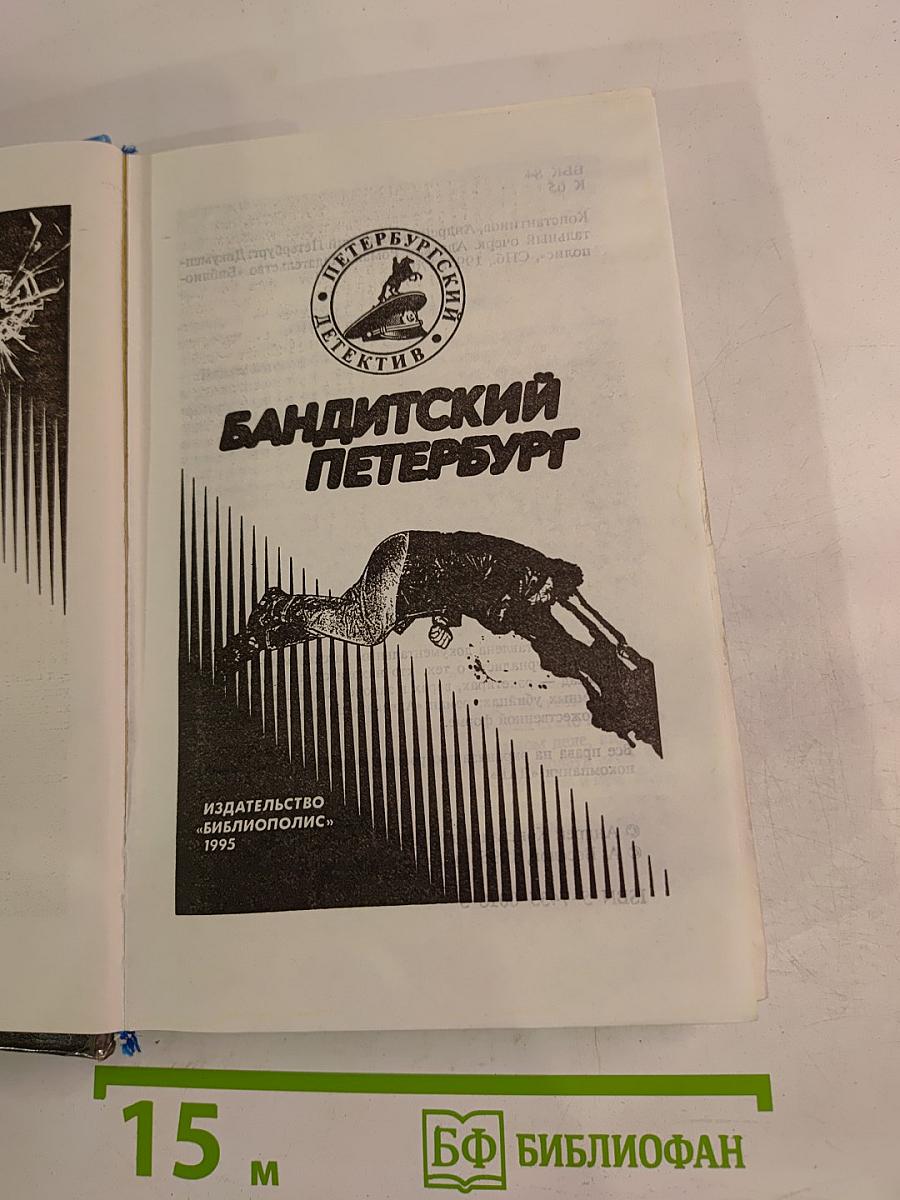 ПЕТЕРБУРГСКИЙ
ДЕТЕКТИВ
БАНДИТСКИЙ
ПЕТЕРБУРГ
ИЗДАТЕЛЬСТВО
«БИБЛИОПОЛИС»
1995
15 м
БФ БИБЛИОФАН